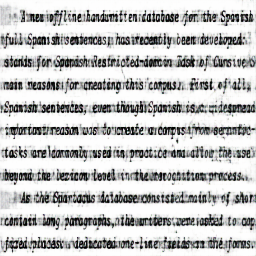 A new offline handwritten database for the Spanish
full Spanish sentences, has recently been developed:
stands for Spanish Restricted-domain Task of Cursive S
main reasons for creating this corpus. First of all,
Spanish sentences, even though Spanish is a widespread
important reason was to create a corpus from semantic-
tasks are commonly used in practice and allow the use
beyond the lexicon level in the recognition process.
As the Spartacus database consisted mainly of short
contain long paragraphs, the writers were asked to cop
fixed places: dedicated one-line fields in the forms.